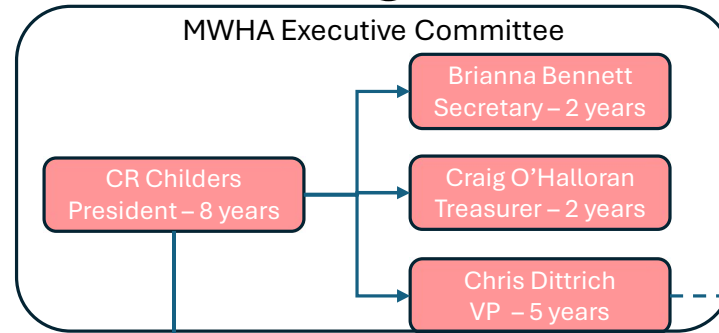 MWHA Executive Committee
Brianna Bennett
Secretary – 2 years
CR Childers
President – 8 years
Craig O’Halloran
Treasurer – 2 years
Chris Dittrich
VP – 5 years